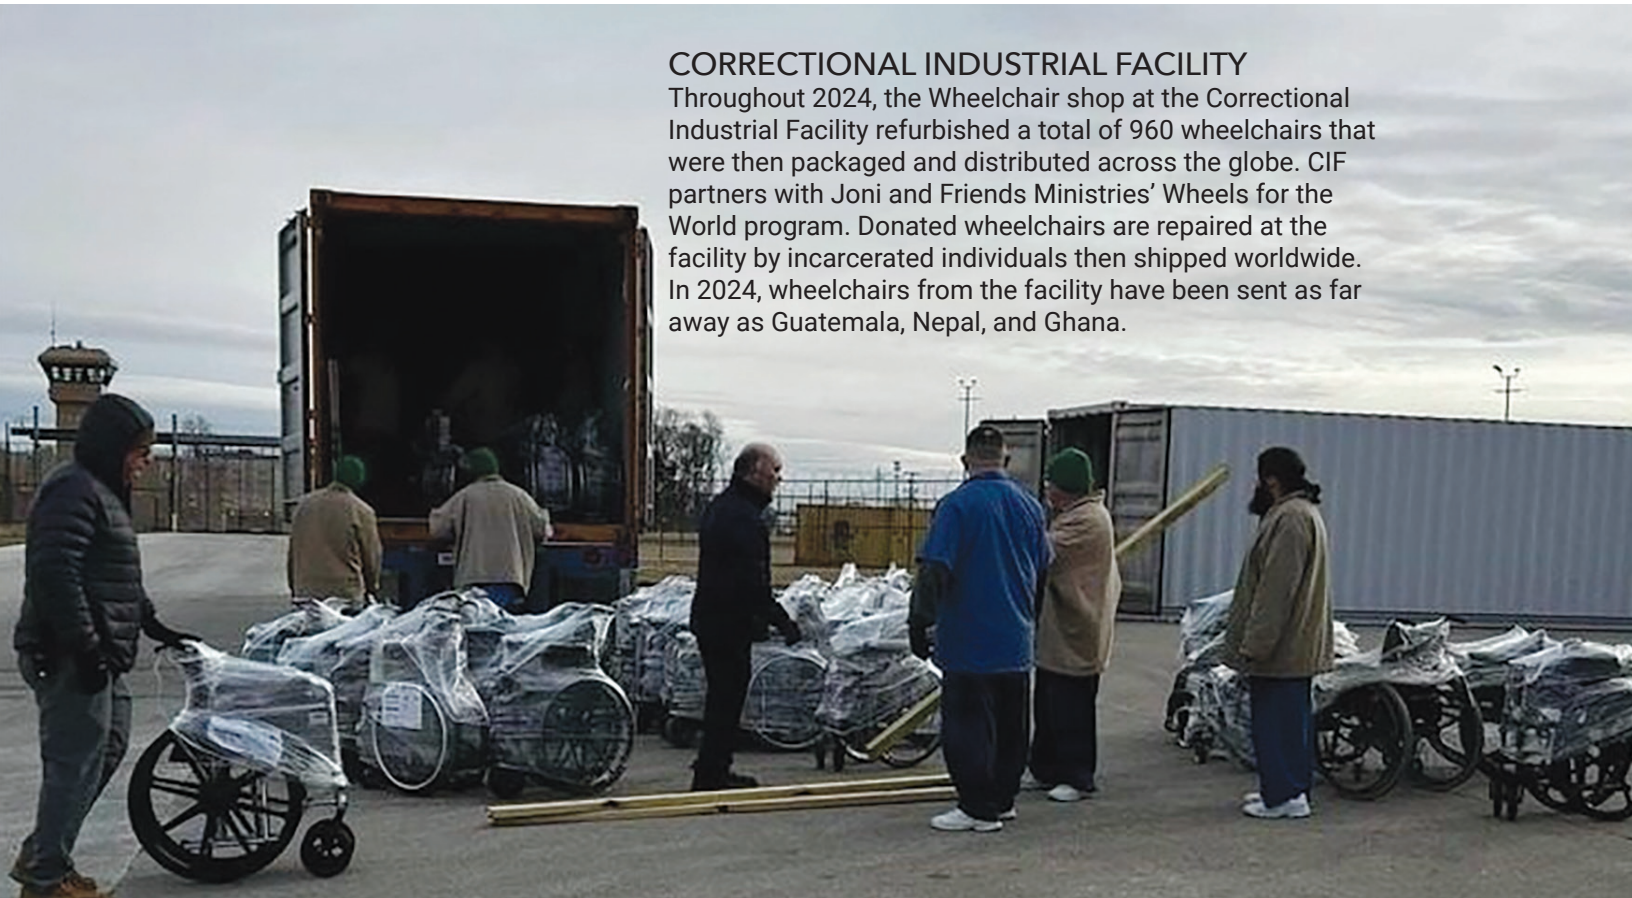 CORRECTIONAL INDUSTRIAL FACILITY
Throughout 2024, the Wheelchair shop at the Correctional
Industrial Facility refurbished a total of 960 wheelchairs that
were then packaged and distributed across the globe. CIF
partners with Joni and Friends Ministries’ Wheels for the
World program. Donated wheelchairs are repaired at the
facility by incarcerated individuals then shipped worldwide.
In 2024, wheelchairs from the facility have been sent as far
away as Guatemala, Nepal, and Ghana.